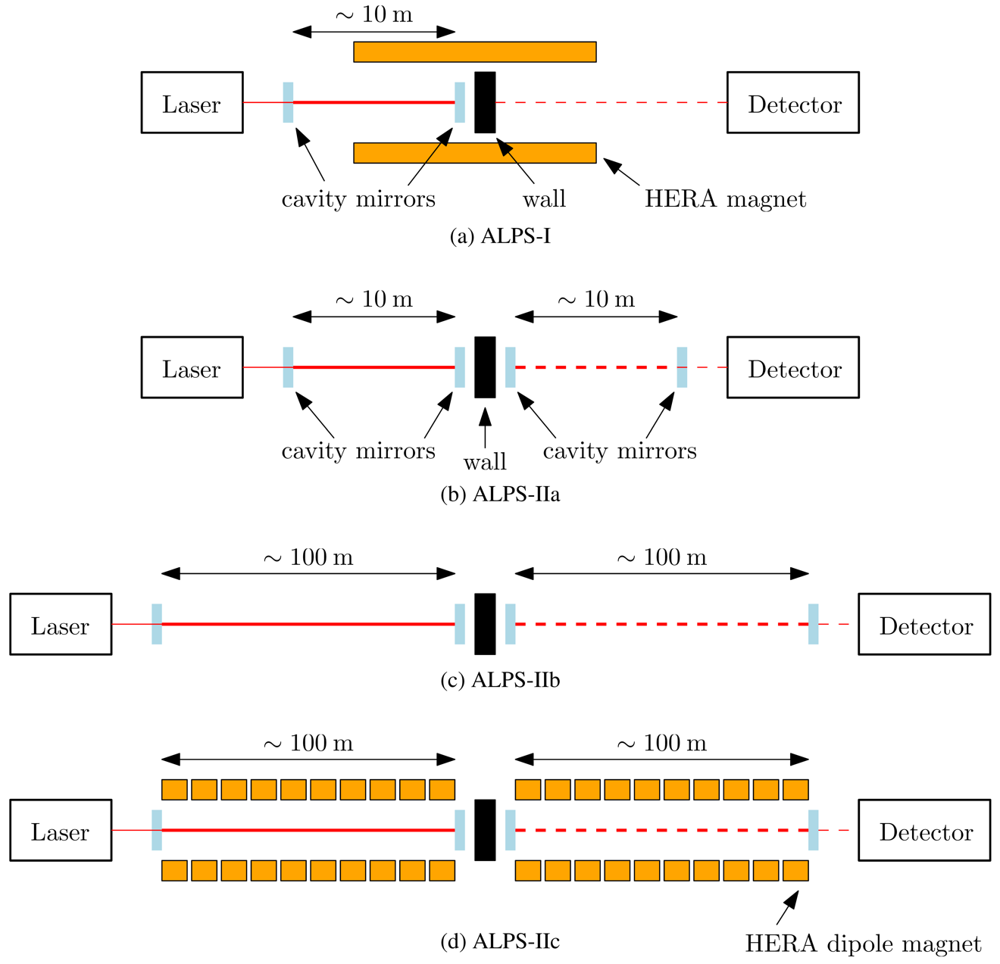 ∼ 10 m
Laser
Detector
cavity mirrors
wall
HERA magnet
(a) ALPS-I
∼ 10 m
∼ 10 m
Laser
Detector
cavity mirrors
cavity mirrors
wall
(b) ALPS-IIa
∼ 100 m
∼ 100 m
Laser
Detector
(c) ALPS-IIb
∼ 100 m
∼ 100 m
Laser
Detector
(d) ALPS-IIc
HERA dipole magnet